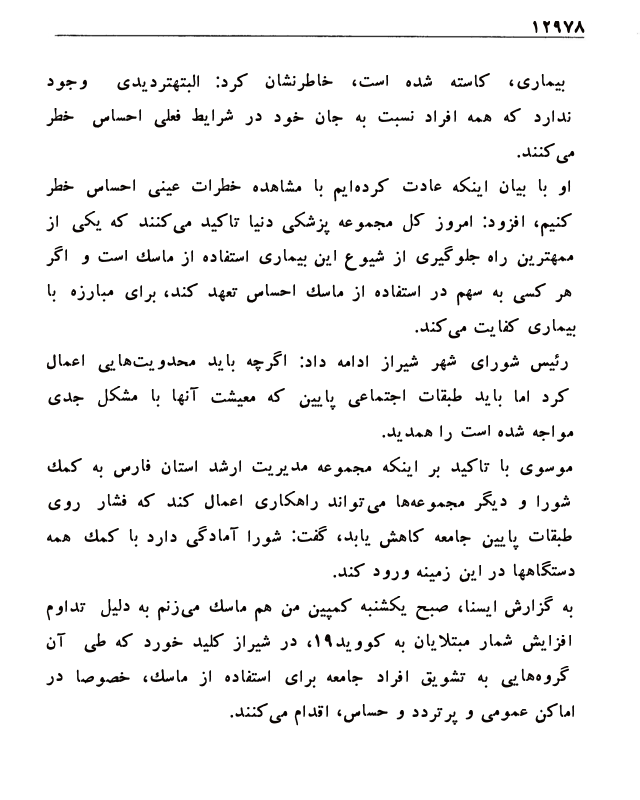 ۱۲۹۷۸
بیماری، کاسته شده است، خاطرنشان کرد: البتهتردیدی وجود
ندارد که همه افراد نسبت به جان خود در شرایط فعلی احساس خطر
می‌کنند.
او با بیان اینکه عادت کرده‌ایم با مشاهده خطرات عینی احساس خطر
کنیم، افزود: امروز کل مجموعه پزشکی دنیا تاکید می‌کنند که یکی از
ممهترین راه جلوگیری از شیوع این بیماری استفاده از ماسك است و اگر
هر کسی به سهم در استفاده از ماسك احساس تعهد کند، برای مبارزه با
بیماری کفایت می‌کند.
رئیس شورای شهر شیراز ادامه داد: اگرچه باید محدویت‌هایی اعمال
کرد اما باید طبقات اجتماعی پایین که معیشت آنها با مشکل جدی
مواجه شده است را همدید.
موسوی با تاکید بر اینکه مجموعه مدیریت ارشد استان فارس به کمك
شورا و دیگر مجموعه‌ها می‌تواند راهکاری اعمال کند که فشار روی
طبقات پایین جامعه کاهش یابد، گفت: شورا آمادگی دارد با کمك همه
دستگاهها در این زمینه ورود کند.
به گزارش ایسنا، صبح یکشنبه کمپین من هم ماسك می‌زنم به دلیل تداوم
افزایش شمار مبتلایان به کووید۱۹، در شیراز کلید خورد که طی آن
گروه‌هایی به تشویق افراد جامعه برای استفاده از ماسك، خصوصا در
اماکن عمومی و پرتردد و حساس، اقدام می‌کنند.